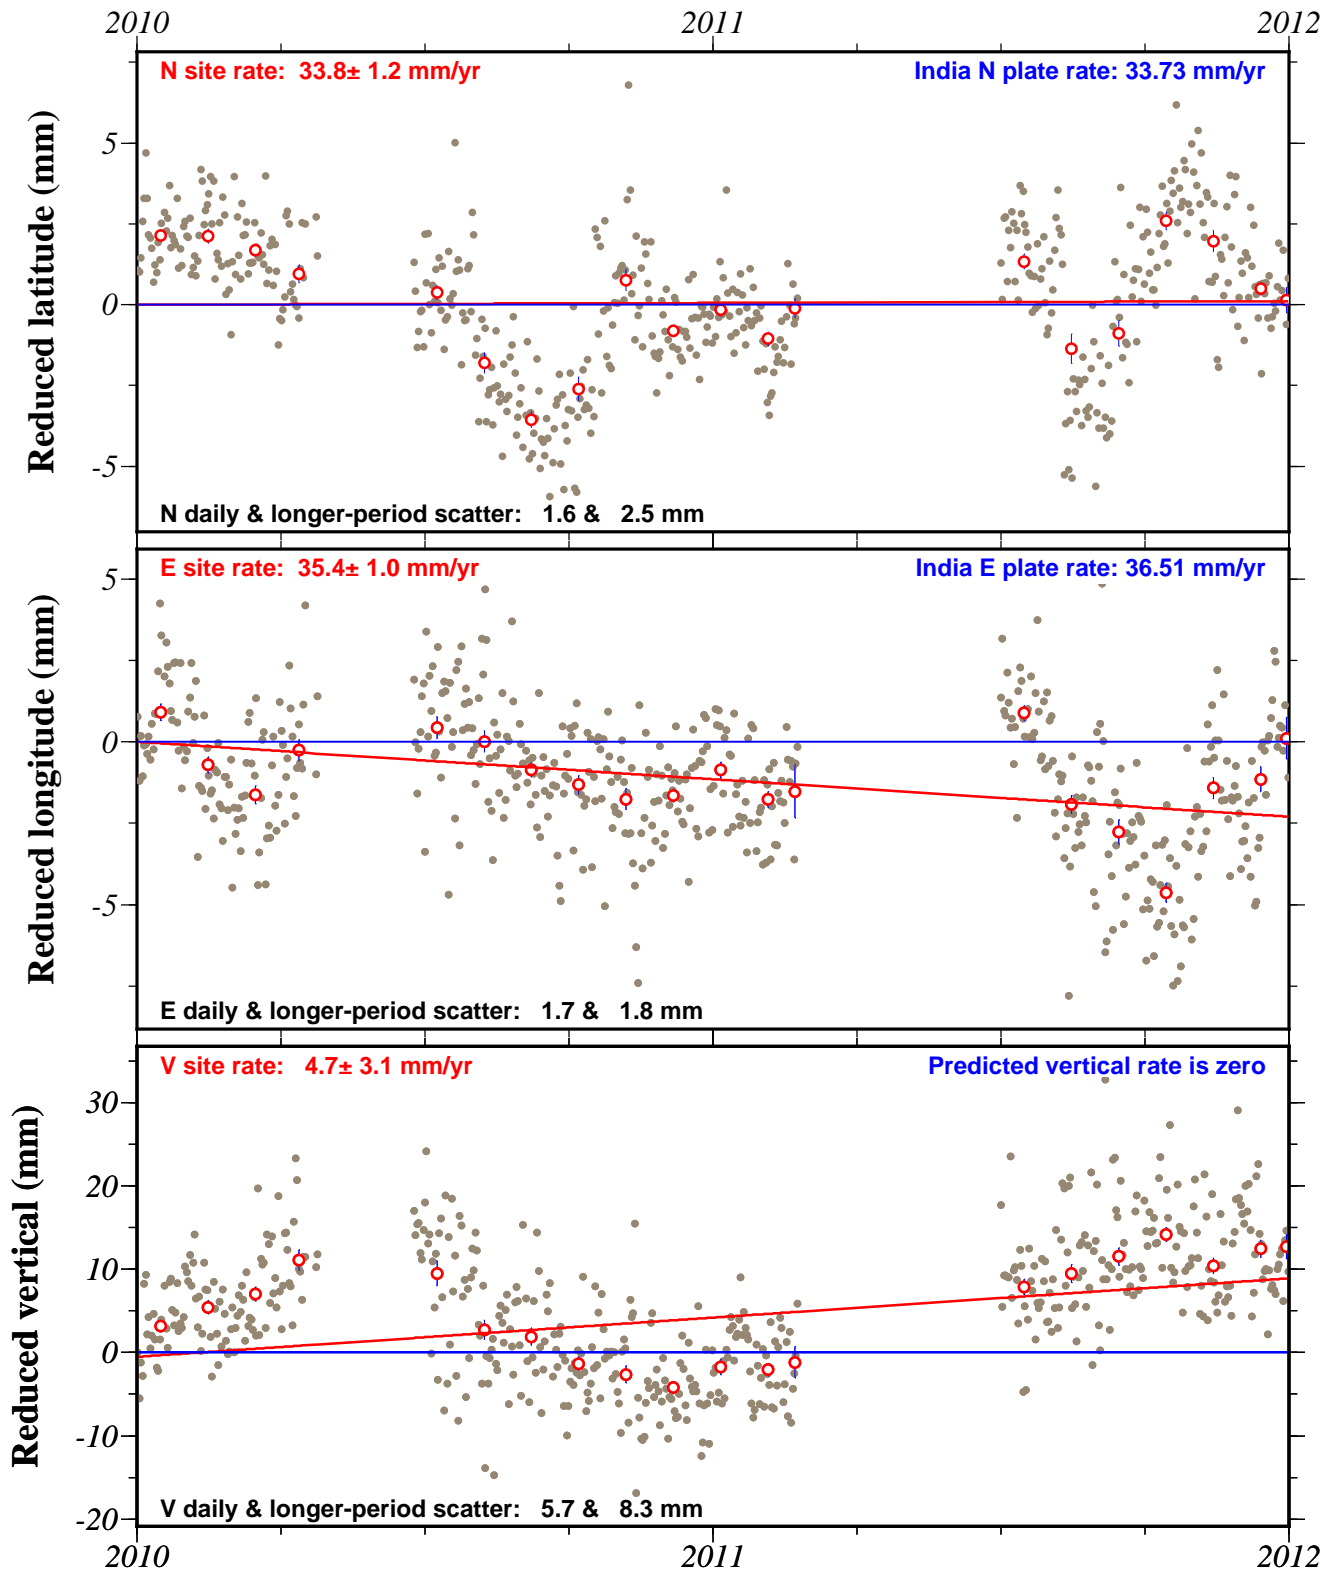 2010 2011 2012
N site rate: 33.8± 1.2 mm/yr India N plate rate: 33.73 mm/yr
Reduced latitude (mm)
5
0
-5
N daily & longer-period scatter: 1.6 & 2.5 mm
E site rate: 35.4± 1.0 mm/yr India E plate rate: 36.51 mm/yr
Reduced longitude (mm)
5
0
-5
E daily & longer-period scatter: 1.7 & 1.8 mm
V site rate: 4.7± 3.1 mm/yr Predicted vertical rate is zero
Reduced vertical (mm)
30
20
10
0
-10
-20
V daily & longer-period scatter: 5.7 & 8.3 mm
2010 2011 2012